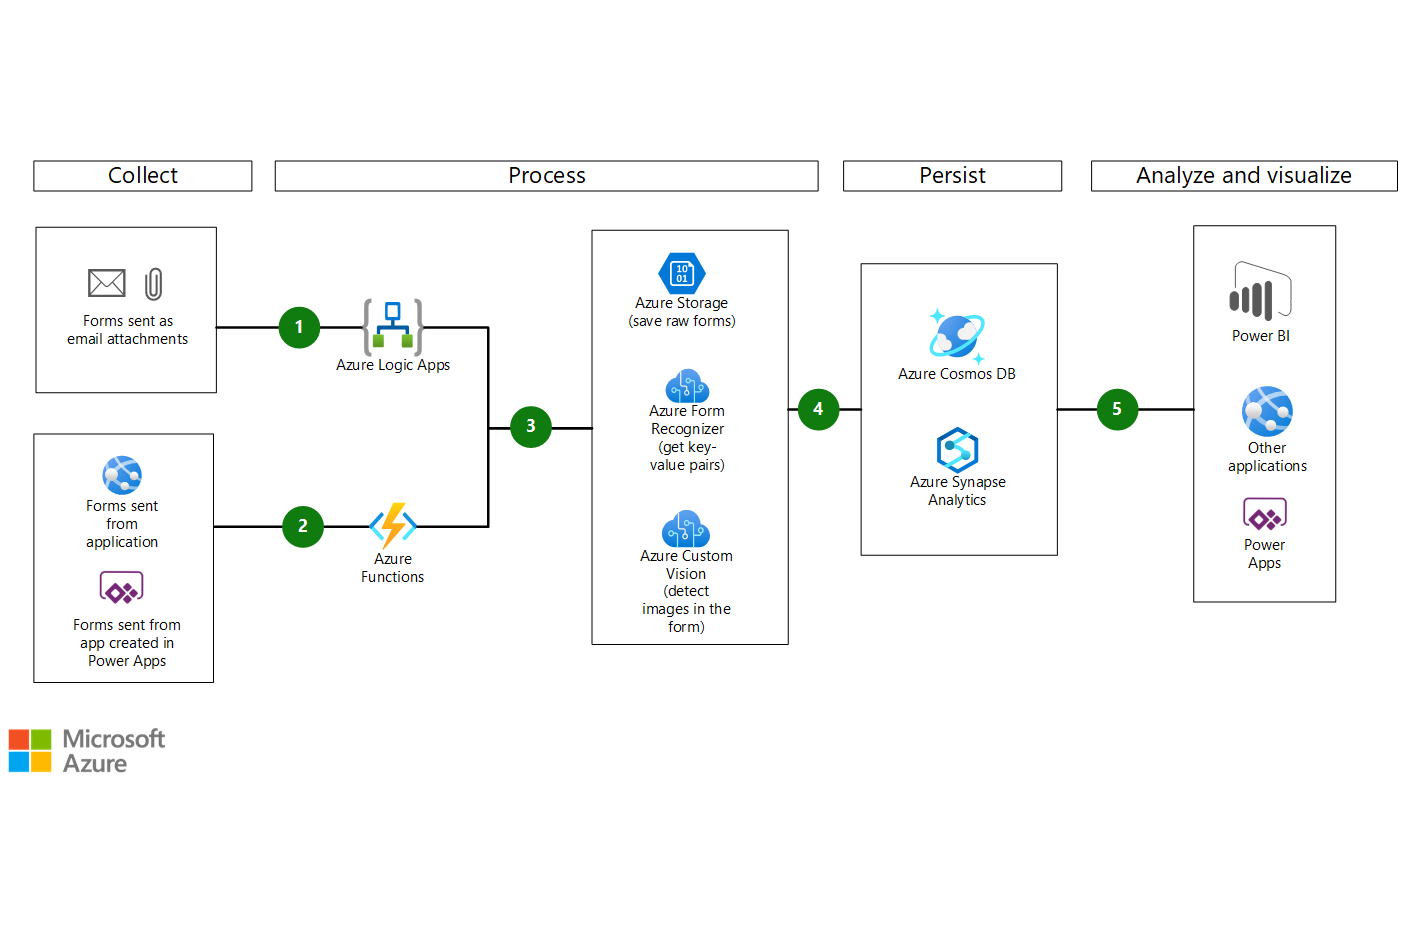 Collect
Process
Persist
Analyze and visualize
Forms sent as
email attachments
1
Azure Logic Apps
Forms sent
from
application
Forms sent from
app created in
Power Apps
2
Azure
Functions
3
10
01
Azure Storage
(save raw forms)
Azure Form
Recognizer
(get key-
value pairs)
Azure Custom
Vision
(detect
images in the
form)
4
Azure Cosmos DB
Azure Synapse
Analytics
5
Power BI
Other
applications
Power
Apps
Microsoft
Azure